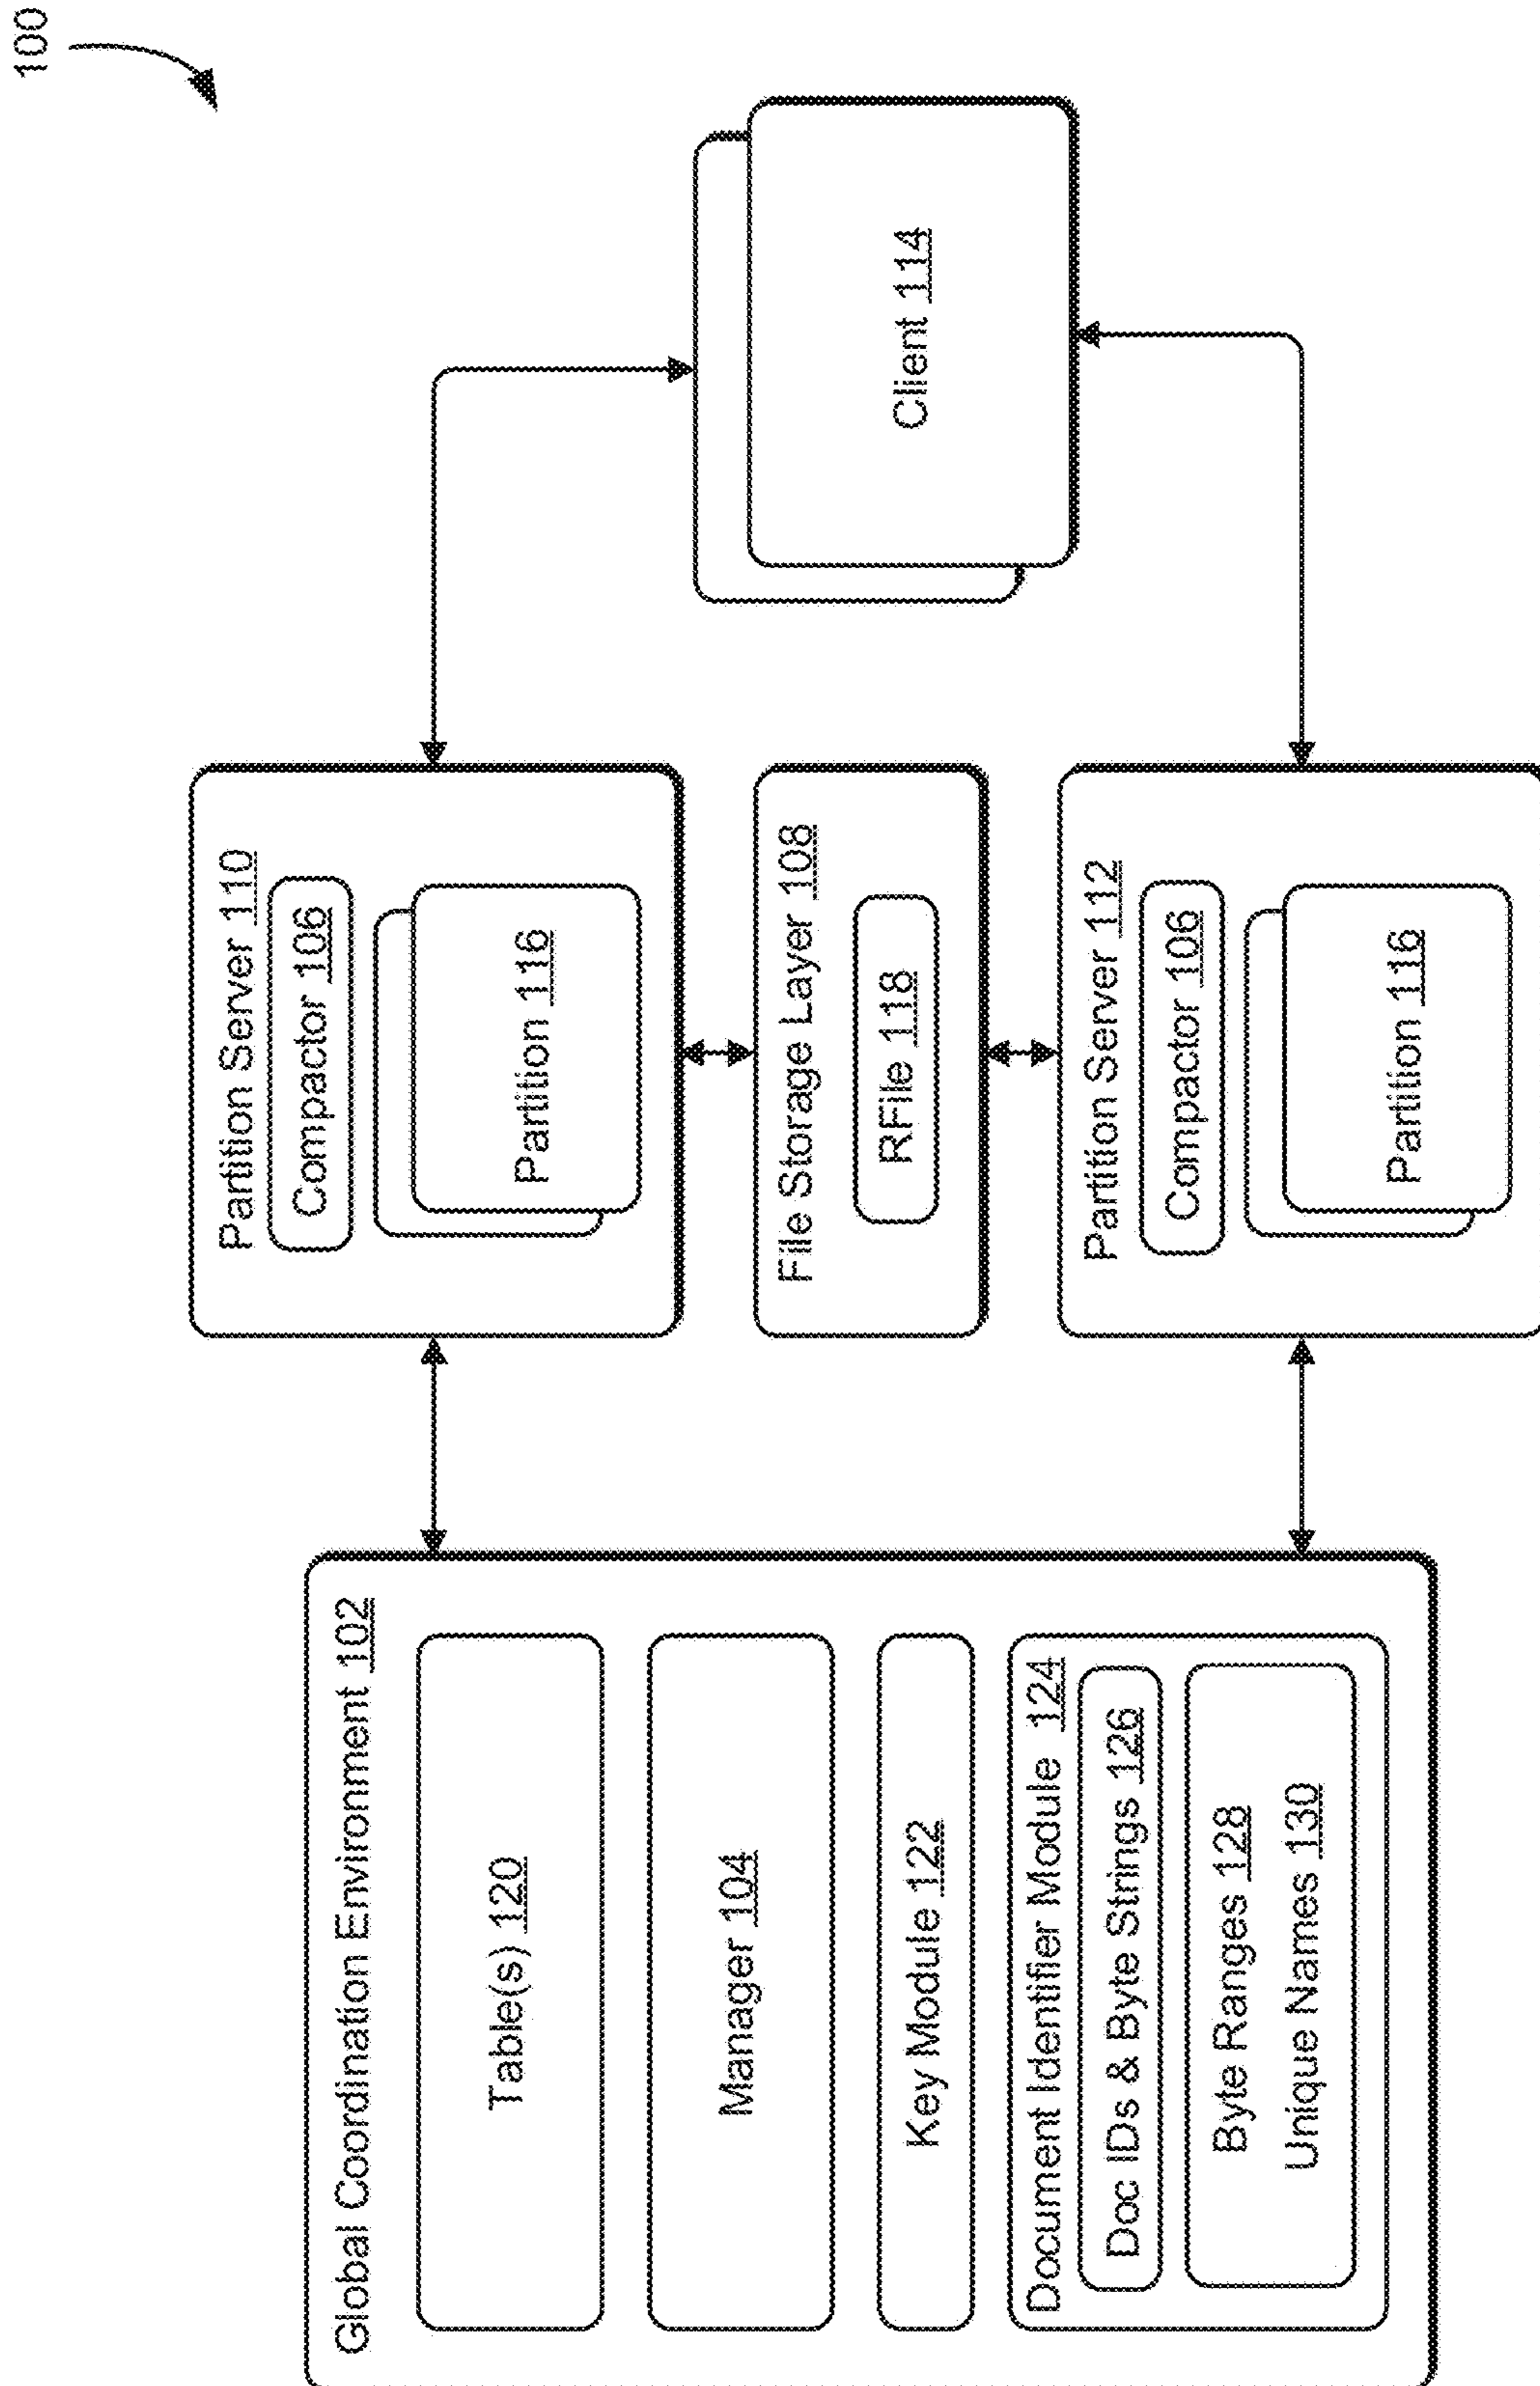 100
Global Coordination Environment 102
Table(s) 120
Manager 104
Key Module 122
Document Identifier Module 124
Doc IDs & Byte Strings 126
Byte Ranges 128
Unique Names 130
Partition Server 110
Compactor 106
Partition 116
File Storage Layer 108
RFile 118
Partition Server 112
Compactor 106
Partition 116
Client 114